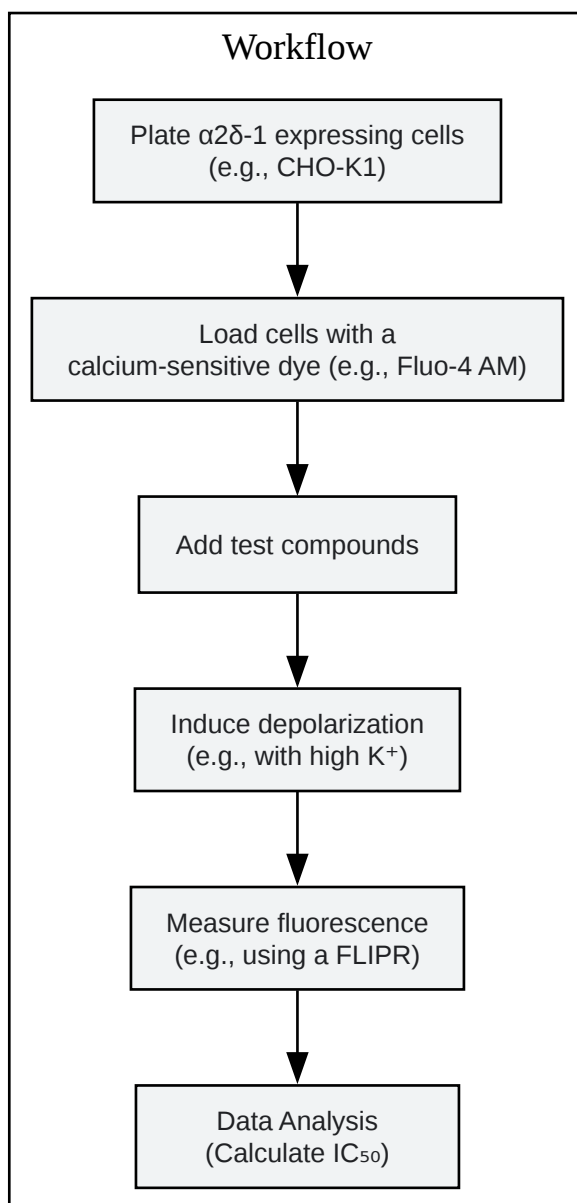 Workflow
Plate α2δ-1 expressing cells
(e.g., CHO-K1)
Load cells with a
calcium-sensitive dye (e.g., Fluo-4 AM)
Add test compounds
Induce depolarization
(e.g., with high K⁺)
Measure fluorescence
(e.g., using a FLIPR)
Data Analysis
(Calculate IC₅₀)